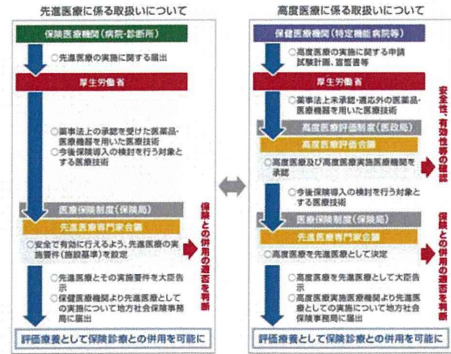 先進医療に係る取扱いについて
保険医療機関(病院・診断所)
○先進医療の実施に関する届出
厚生労働省
○薬事法上の承認を受けた医薬品・
医療機器を用いた医療技術
○今後保険導入の検討を行う対象と
する医療技術
医療保険制度(保険局)
先進医療専門家会議
○安全で有効に行えるよう、先進医療の実
施要件(施設基準)を設定
保険との併用の適否を判断
○先進医療とその実施要件を大臣告
示
○保健医療機関より先進医療として
の実施について地方社会保険事務
局に届出
評価療養として保険診療との併用を可能に
高度医療に係る取扱いについて
保健医療機関(特定機能病院等)
○高度医療の実施に関する申請
試験計画、宣誓書等
厚生労働省
○薬事法上未承認・適応外の医薬品・
医療機器を用いた医療技術
高度医療評価制度(医政局)
高度医療評価会議
○高度医療及び高度医療実施医療機関を
承認
安全性、有効性等の確認
○今後保険導入の検討を行う対象と
する医療技術
医療保険制度(保険局)
先進医療専門家会議
○高度医療を先進医療として決定
保険との併用の適否を判断
○高度医療を先進医療として大臣告
示
○高度医療実施医療機関より先進医療
としての実施について地方社会保
険事務局に届出
評価療養として保険診療との併用を可能に